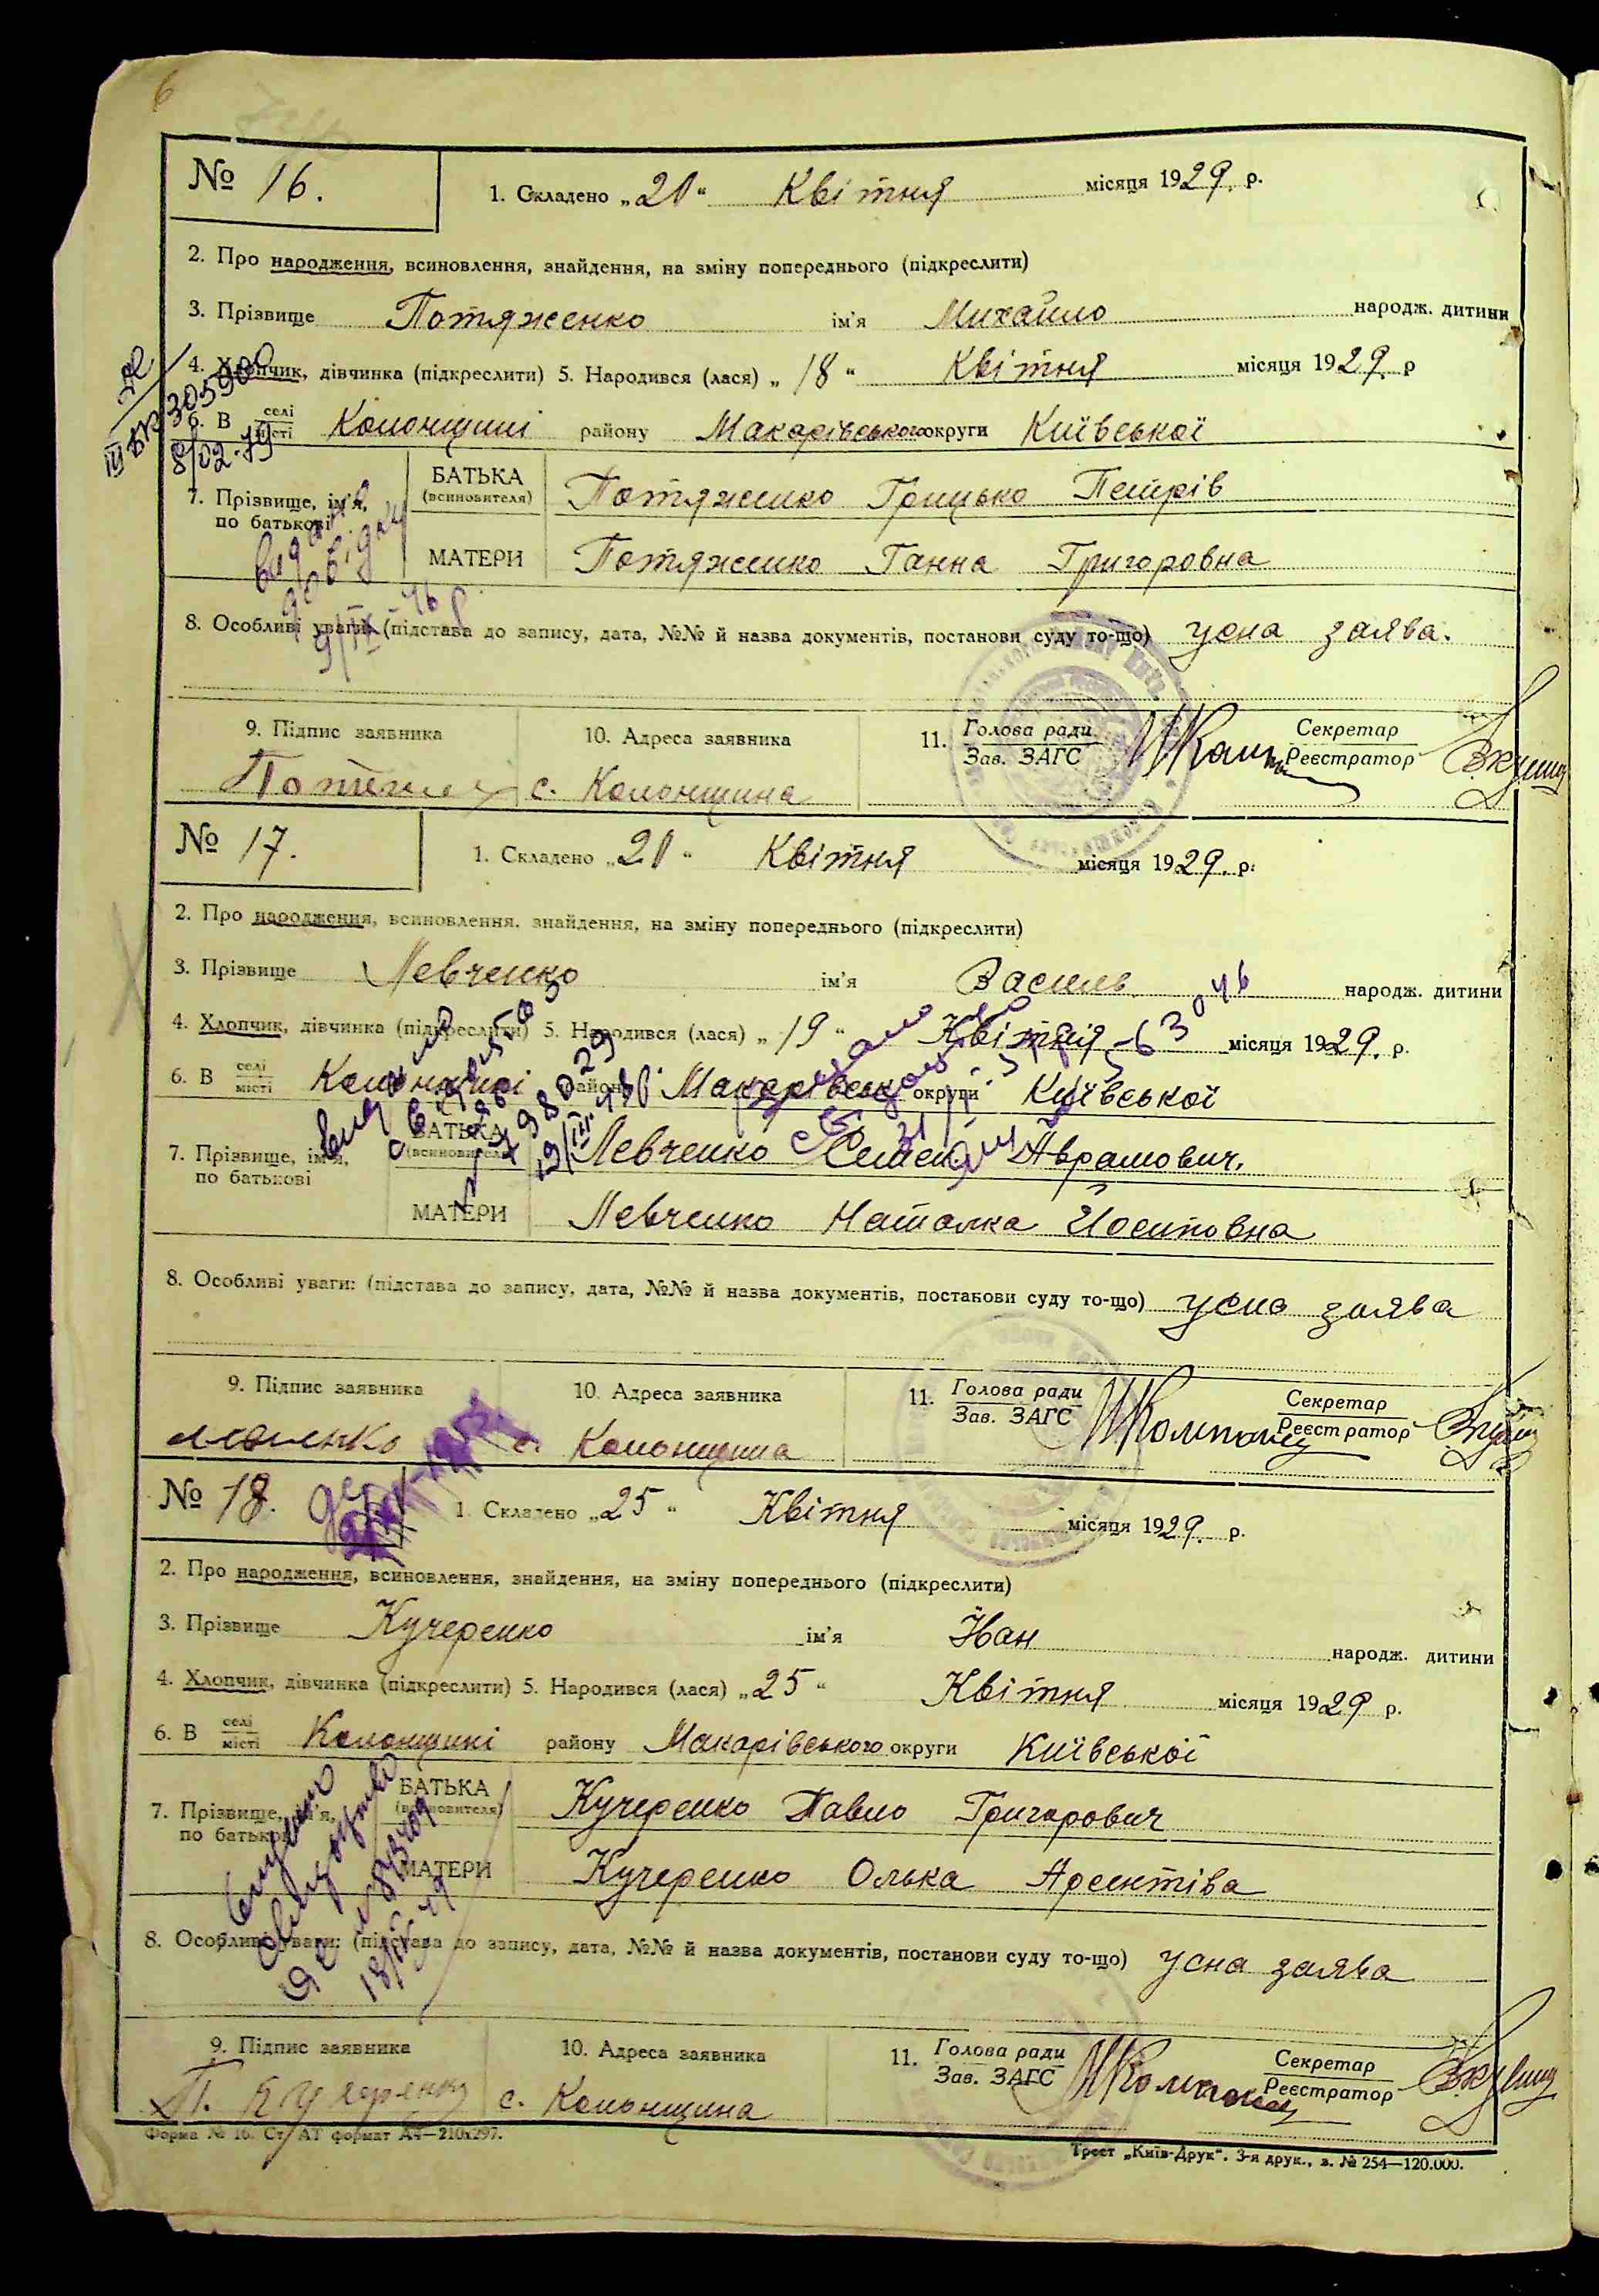 6
№ 16.
1. Складено „21“ Квітня місяця 1929. р.
2. Про народження, всиновлення, знайдення, на зміну попереднього (підкреслити)
3. Прізвище Потяженко ім'я Михайло народж. дитини
4. Хлопчик, дівчинка (підкреслити) 5. Народився (лася) „18“ Квітня місяця 1929. р
6. В селі місті Колонщині району Макарівського округи Київської
8/02-79
7. Прізвище, ім'я, по батькові
БАТЬКА (всиновителя) Потяженко Грицько Петрів
МАТЕРИ Потяженко Ганна Григоровна
8. Особливі уваги: (підстава до запису, дата, №№ й назва документів, постанови суду то-що) усна заява.
9. Підпис заявника
10. Адреса заявника
11. Голова ради Зав. ЗАГС
Секретар Реєстратор
с. Колонщина
№ 17.
1. Складено „21“ Квітня місяця 1929. р.
2. Про народження, всиновлення, знайдення, на зміну попереднього (підкреслити)
3. Прізвище Левченко ім'я Василь народж. дитини
4. Хлопчик, дівчинка (підкреслити) 5. Народився (лася) „19“ Квітня місяця 1929. р.
6. В селі місті Колонщині району Макарівськ округи Київської
7. Прізвище, ім'я, по батькові
БАТЬКА (всиновителя) Левченко Семен Аврамович.
МАТЕРИ Левченко Наталка Йосиповна
8. Особливі уваги: (підстава до запису, дата, №№ й назва документів, постанови суду то-що) усна заява
9. Підпис заявника
10. Адреса заявника
11. Голова ради Зав. ЗАГС
Секретар Реєстратор
с. Колонщина
№ 18.
1. Складено „25“ Квітня місяця 1929. р.
2. Про народження, всиновлення, знайдення, на зміну попереднього (підкреслити)
3. Прізвище Кучеренко ім'я Іван народж. дитини
4. Хлопчик, дівчинка (підкреслити) 5. Народився (лася) „25“ Квітня місяця 1929 р.
6. В селі місті Колонщині району Макарівського округи Київської
7. Прізвище, ім'я, по батькові
БАТЬКА (всиновителя) Кучеренко Павло Григорович
МАТЕРИ Кучеренко Олька Арсентіва
8. Особливі уваги: (підстава до запису, дата, №№ й назва документів, постанови суду то-що) усна заява
9. Підпис заявника
10. Адреса заявника
11. Голова ради Зав. ЗАГС
Секретар Реєстратор
П. Кучеренко
с. Колонщина
Форма № 16. Ст. АТ формат А4—210х297.
Трест „Київ-Друк“. 3-я друк., з. № 254—120.000.